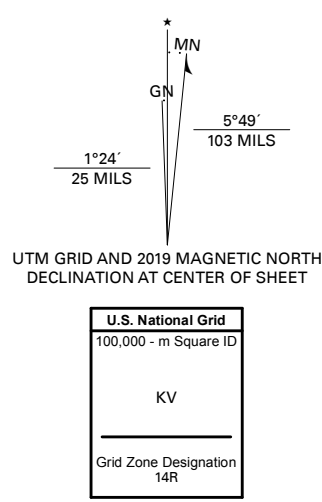 ★
MN
GN
5°49´
103 MILS
1°24´
25 MILS
UTM GRID AND 2019 MAGNETIC NORTH
DECLINATION AT CENTER OF SHEET
U.S. National Grid
100,000 - m Square ID
KV
Grid Zone Designation
14R